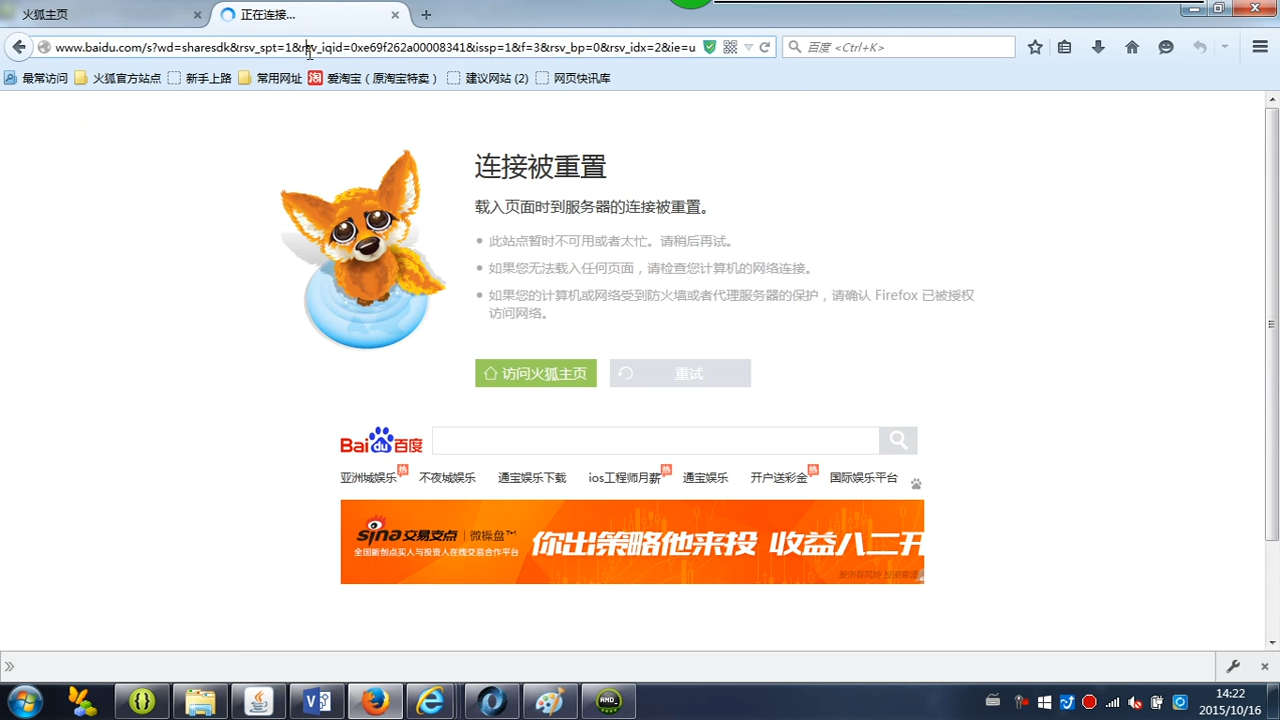 火狐主页
正在连接...
www.baidu.com/s?wd=sharesdk&rsv_spt=1&rsv_iqid=0xe69f262a00008341&issp=1&f=3&rsv_bp=0&rsv_idx=2&ie=u
百度 <Ctrl+K>
最常访问 火狐官方站点 新手上路 常用网址 淘 爱淘宝（原淘宝特卖） 建议网站 (2) 网页快讯库
连接被重置
载入页面时到服务器的连接被重置。
此站点暂时不可用或者太忙。请稍后再试。
如果您无法载入任何页面，请检查您计算机的网络连接。
如果您的计算机或网络受到防火墙或者代理服务器的保护，请确认 Firefox 已被授权
访问网络。
访问火狐主页 重试
Bai du 百度
亚洲城娱乐 热 不夜城娱乐 通宝娱乐下载 ios工程师月薪 热 通宝娱乐 开户送彩金 热 国际娱乐平台
sina 交易支点 | 微操盘
全国新创点买人与投资人在线交易合作平台
你出策略他来投 收益八二开
14:22
2015/10/16